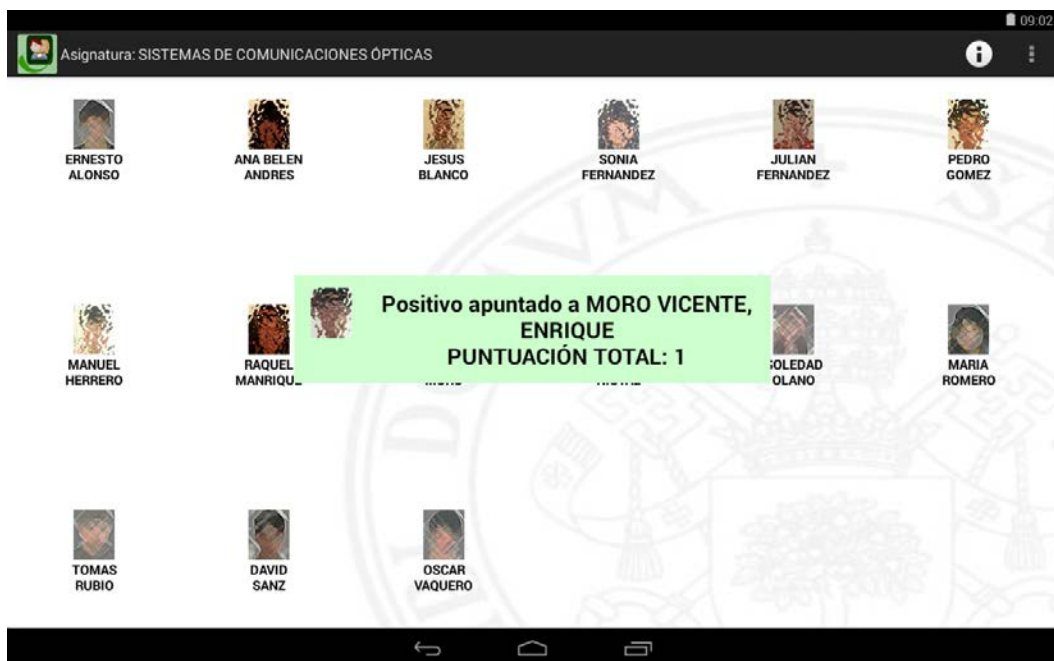 09:02
Asignatura: SISTEMAS DE COMUNICACIONES ÓPTICAS
ERNESTO
ALONSO
ANA BELEN
ANDRES
JESUS
BLANCO
SONIA
FERNANDEZ
JULIAN
FERNANDEZ
PEDRO
GOMEZ
Positivo apuntado a MORO VICENTE,
ENRIQUE
PUNTUACIÓN TOTAL: 1
MANUEL
HERRERO
RAQUEL
SOLEDAD
OLANO
MARIA
ROMERO
TOMAS
RUBIO
DAVID
SANZ
OSCAR
VAQUERO